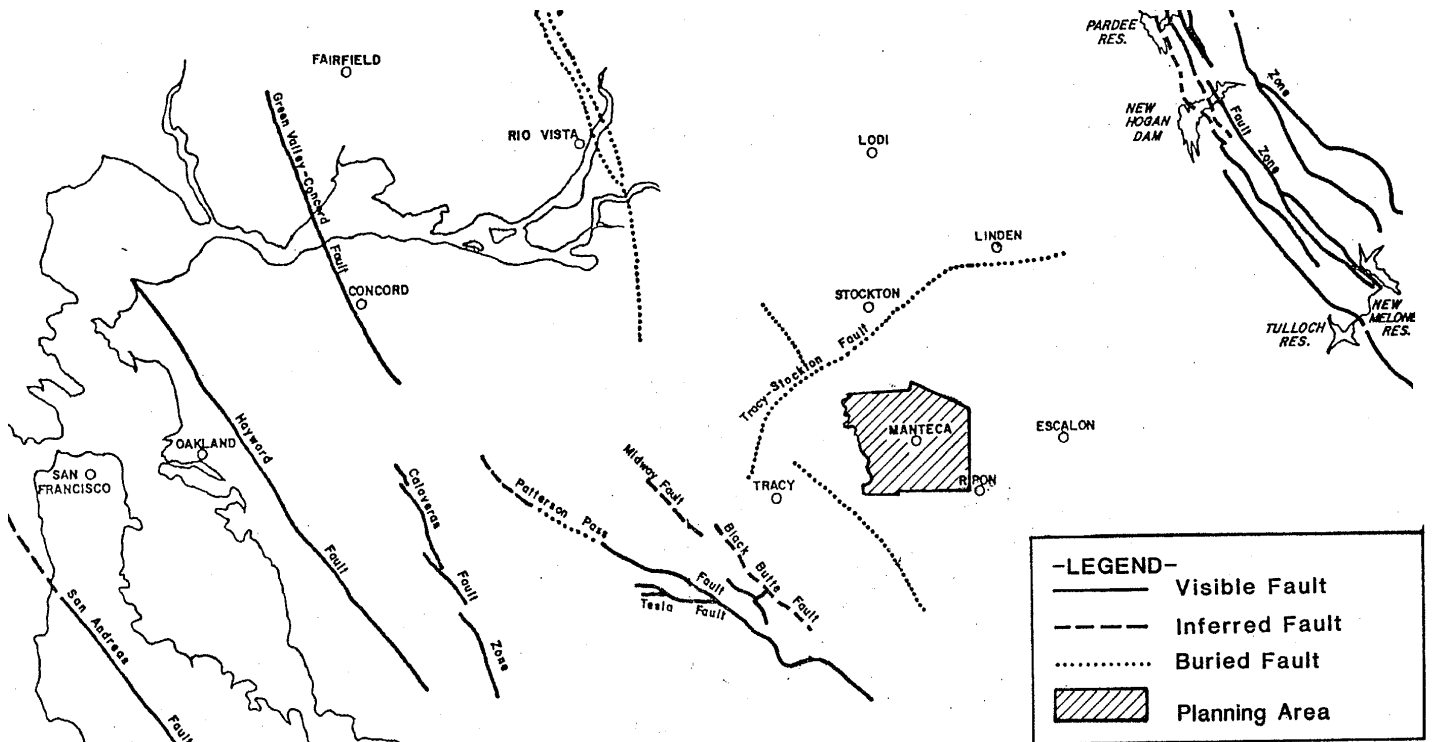 PARDEE
RES.
FAIRFIELD
Zone
Green Valley-Concord Fault
NEW
HOGAN
DAM
Fault Zone
RIO VISTA
LODI
LINDEN
CONCORD
STOCKTON
NEW
MELONE
RES.
TULLOCH
RES.
Tracy-Stockton Fault
Hayward Fault
OAKLAND
MANTECA
ESCALON
SAN
FRANCISCO
Calaveras Fault Zone
Patterson Pass Fault
Midway Fault
TRACY
RIPON
Black Butte Fault
Tesla Fault
San Andreas Fault
-LEGEND-
Visible Fault
Inferred Fault
Buried Fault
Planning Area